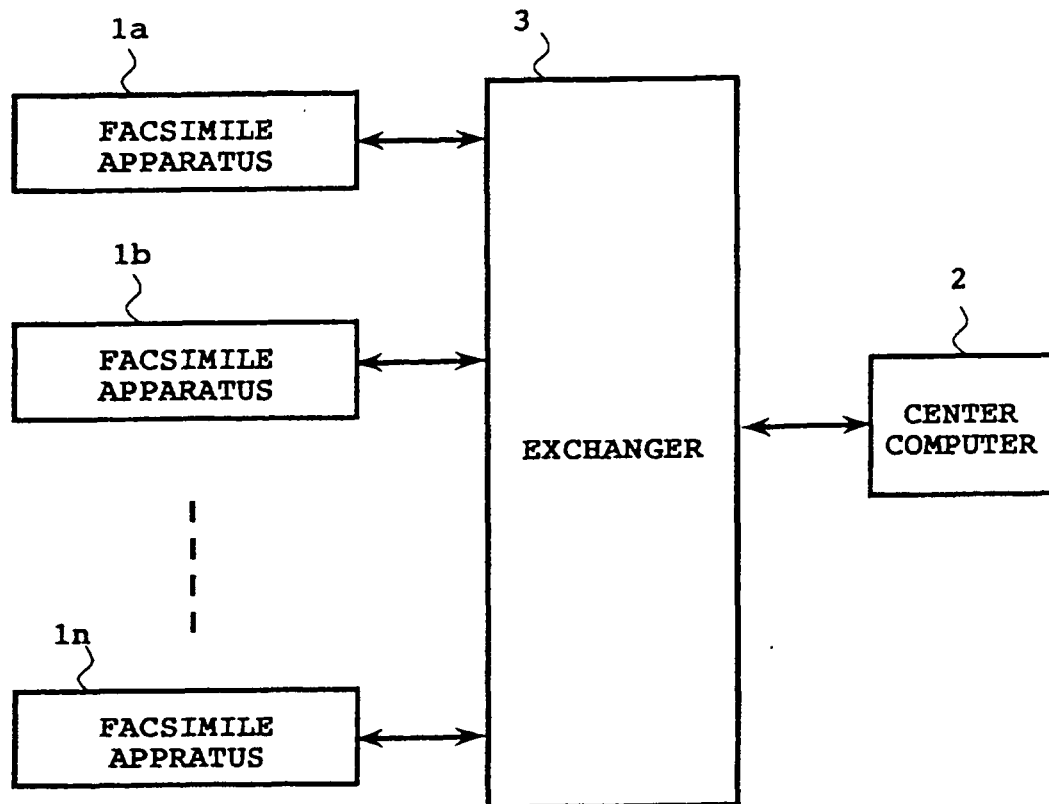 1a
FACSIMILE
APPARATUS
1b
FACSIMILE
APPARATUS
1n
FACSIMILE
APPRATUS
3
EXCHANGER
2
CENTER
COMPUTER